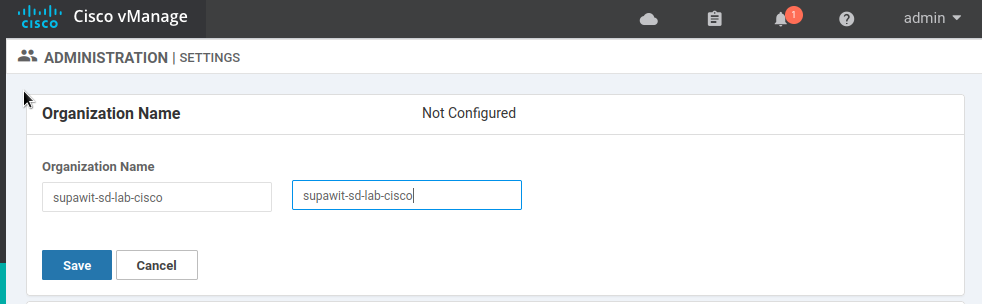 CISCO Cisco vManage 1 admin
ADMINISTRATION | SETTINGS
Organization Name Not Configured
Organization Name
supawit-sd-lab-cisco supawit-sd-lab-cisco
Save Cancel